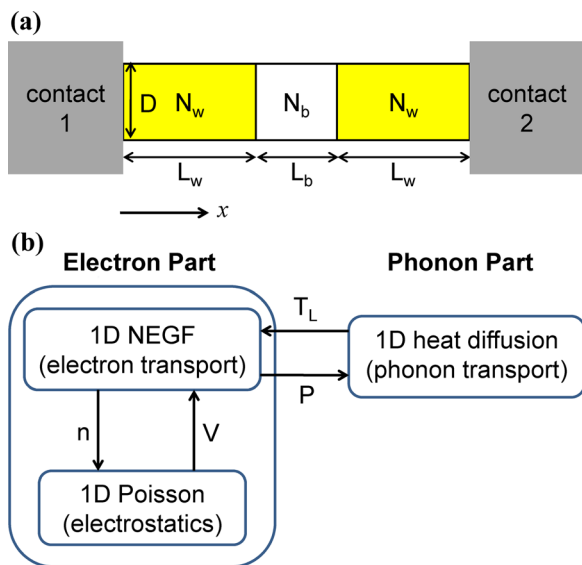 (a)
contact
1
D
N_w
N_b
N_w
contact
2
L_w
L_b
L_w
x
(b)
Electron Part
Phonon Part
1D NEGF
(electron transport)
T_L
P
1D heat diffusion
(phonon transport)
n
V
1D Poisson
(electrostatics)